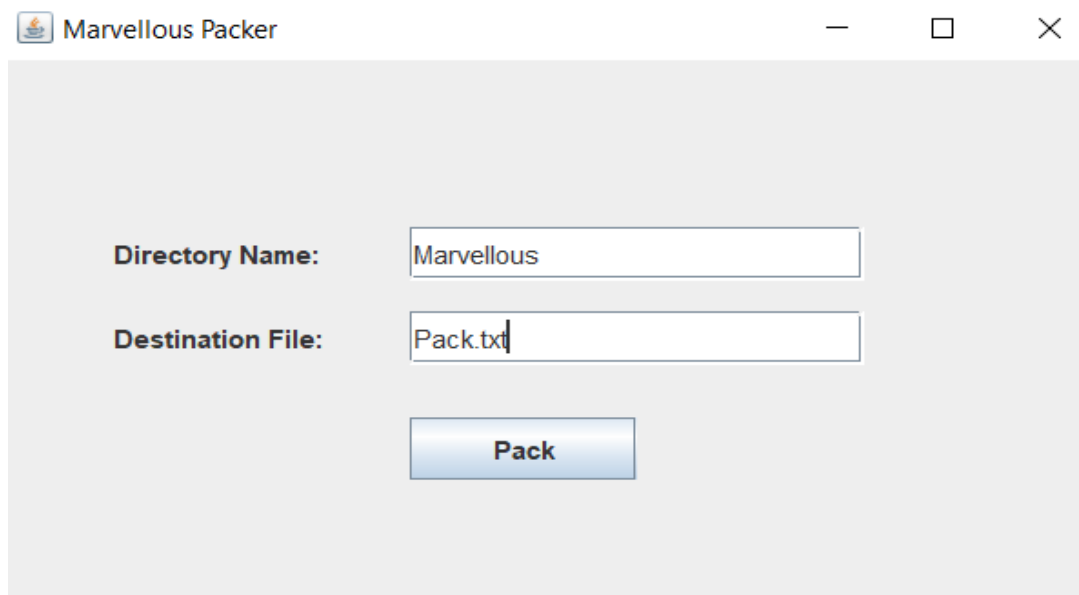 Marvellous Packer
Directory Name: Marvellous
Destination File: Pack.txt
Pack